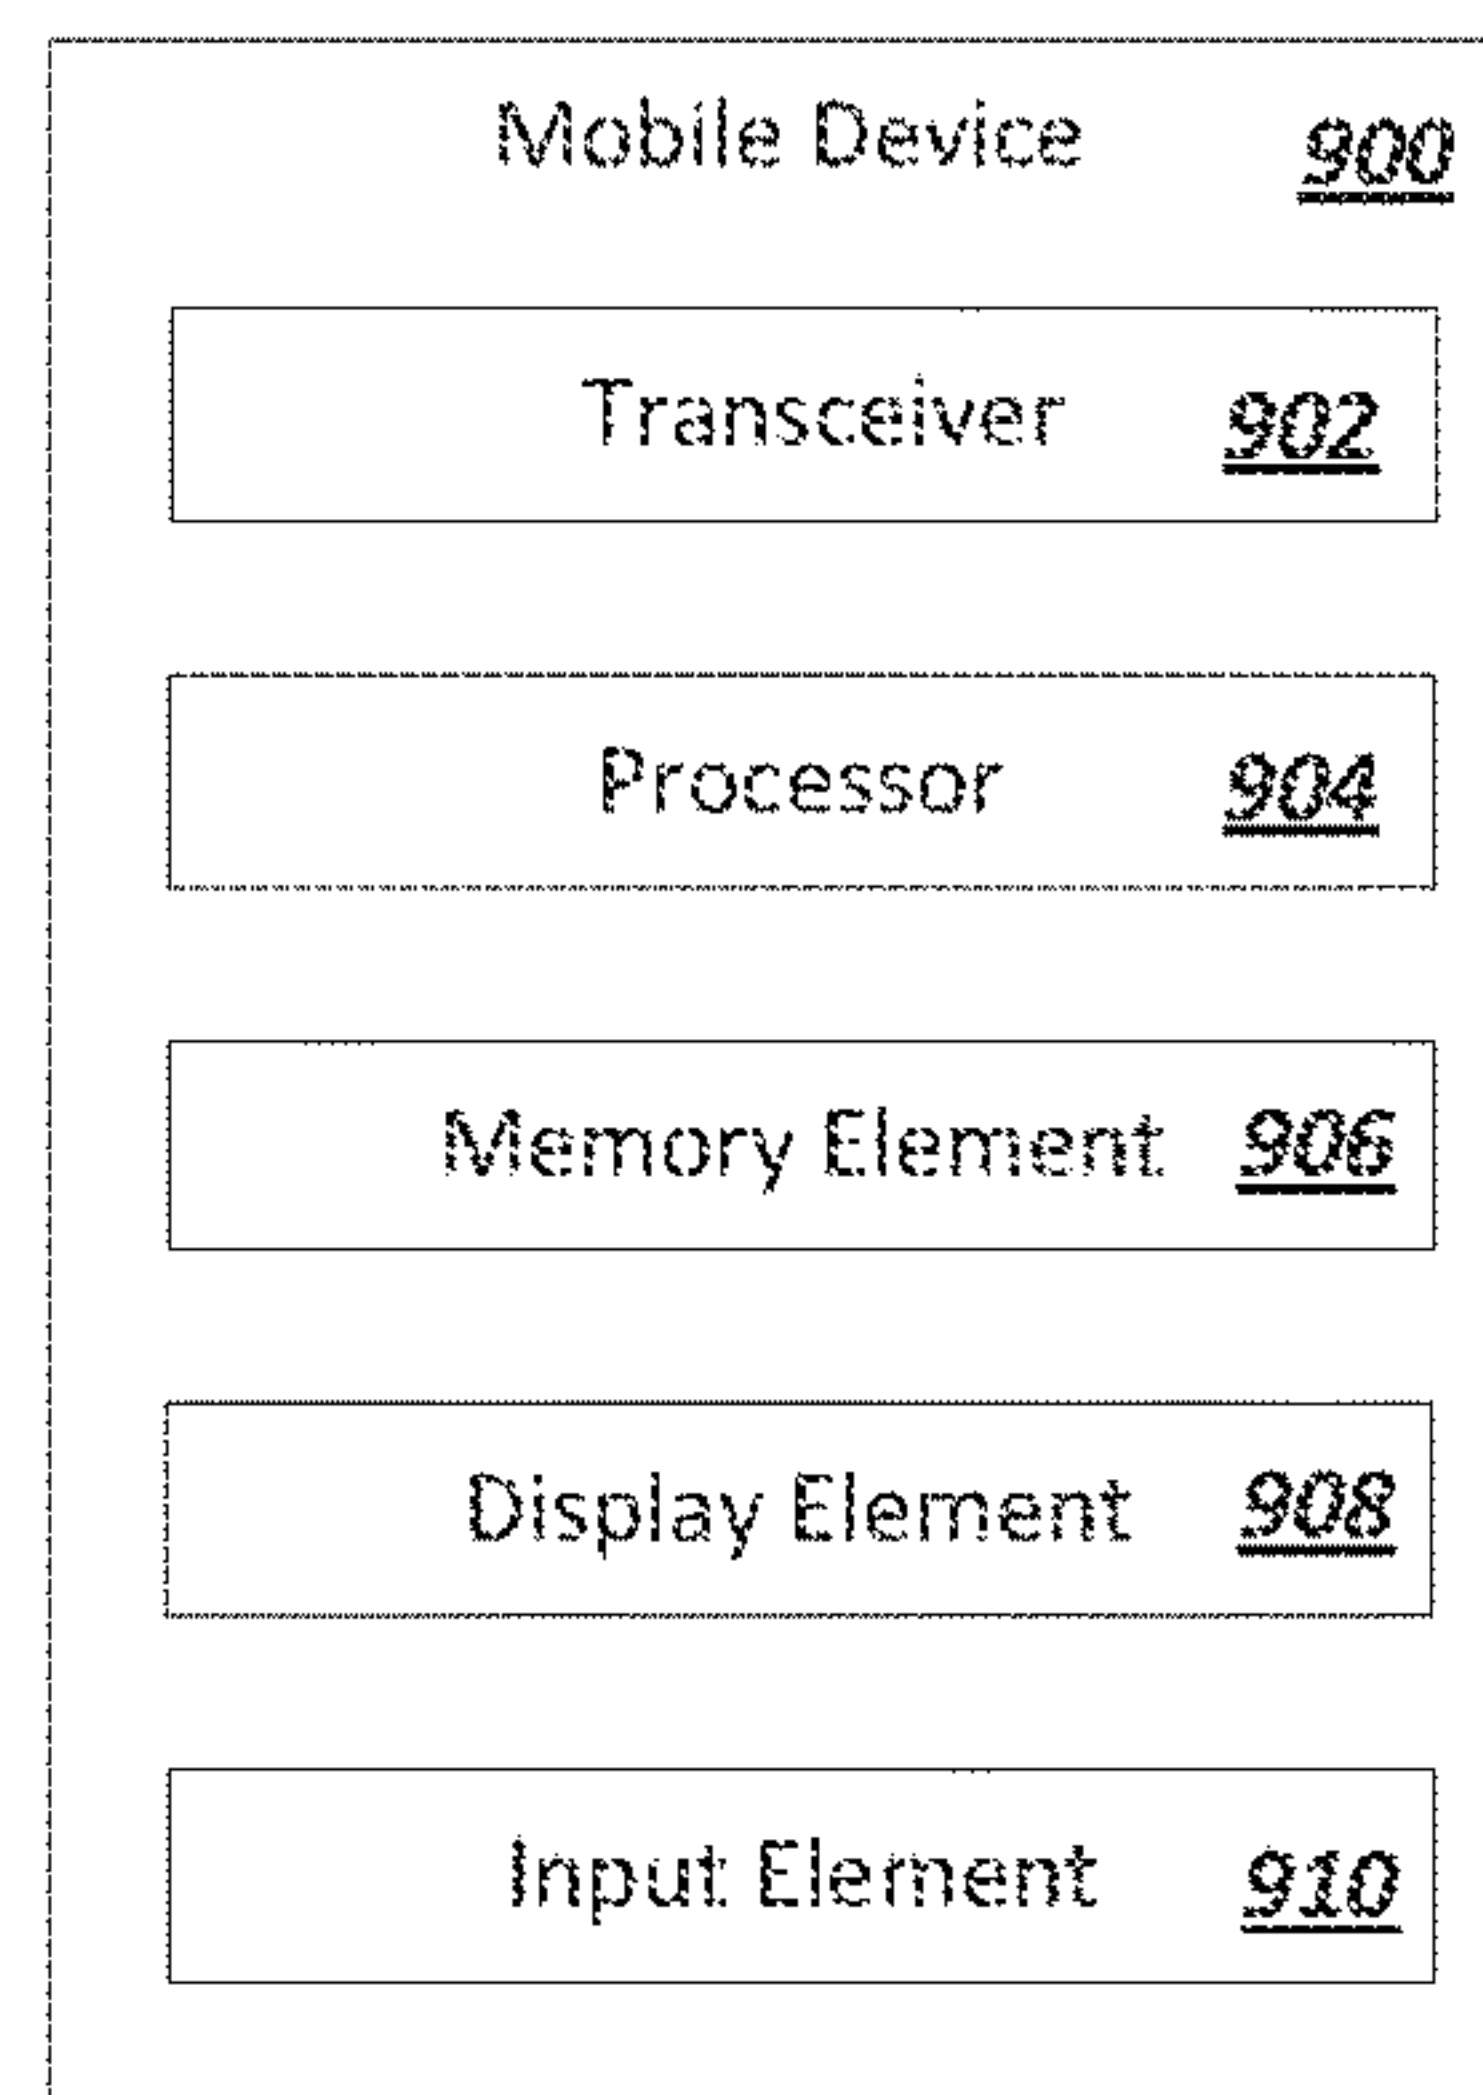 Mobile Device 900
Transceiver 902
Processor 904
Memory Element 906
Display Element 908
Input Element 910